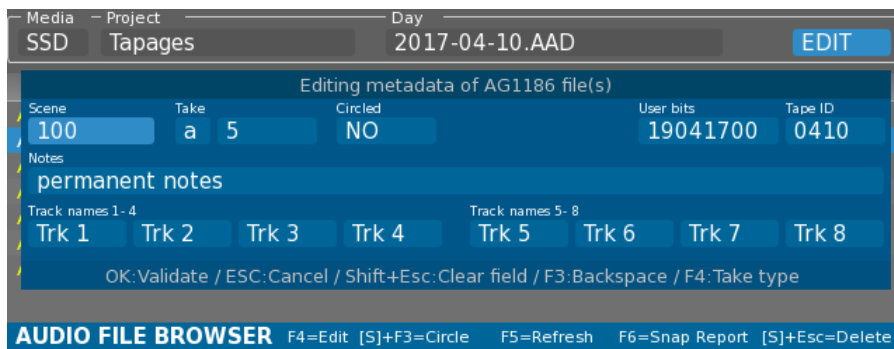 Media Project Day
SSD Tapages 2017-04-10.AAD EDIT
Editing metadata of AG1186 file(s)
Scene Take Circled User bits Tape ID
100 a 5 NO 19041700 0410
Notes
permanent notes
Track names 1- 4 Track names 5- 8
Trk 1 Trk 2 Trk 3 Trk 4 Trk 5 Trk 6 Trk 7 Trk 8
OK:Validate / ESC:Cancel / Shift+Esc:Clear field / F3:Backspace / F4:Take type
AUDIO FILE BROWSER F4=Edit [S]+F3=Circle F5=Refresh F6=Snap Report [S]+Esc=Delete